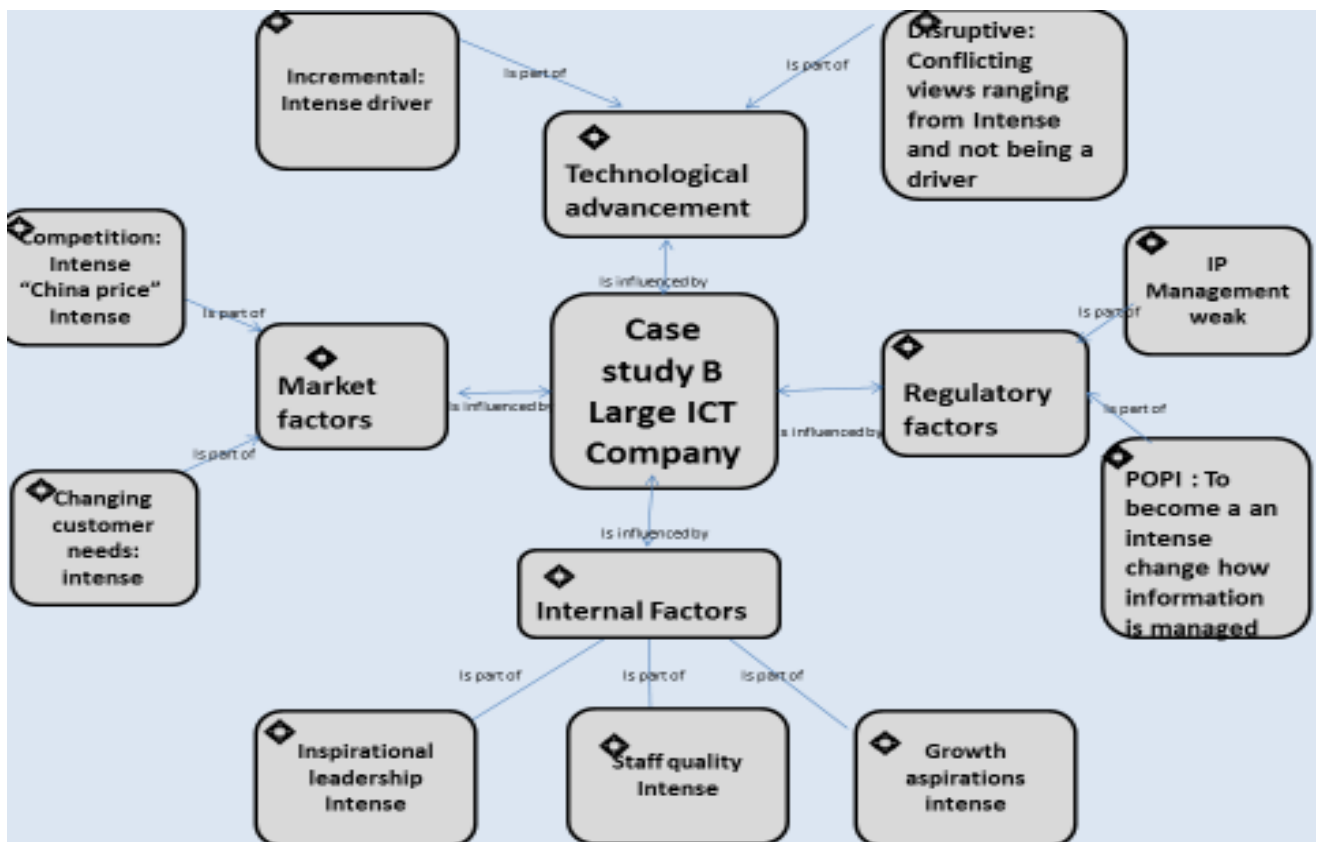 Incremental:
Intense driver
Is part of
Is part of
Disruptive:
Conflicting
views ranging
from Intense
and not being a
driver
Technological
advancement
Competition:
Intense
“China price”
Intense
Is part of
Is influenced by
IP
Management
weak
Is part of
Market
factors
Is influenced by
Case
study B
Large ICT
Company
s influenced by
Regulatory
factors
Is part of
Is part of
Changing
customer
needs:
intense
POPI : To
become a an
intense
change how
information
is managed
Is influenced by
Internal Factors
Is part of
Is part of
Is part of
Inspirational
leadership
Intense
Staff quality
Intense
Growth
aspirations
intense